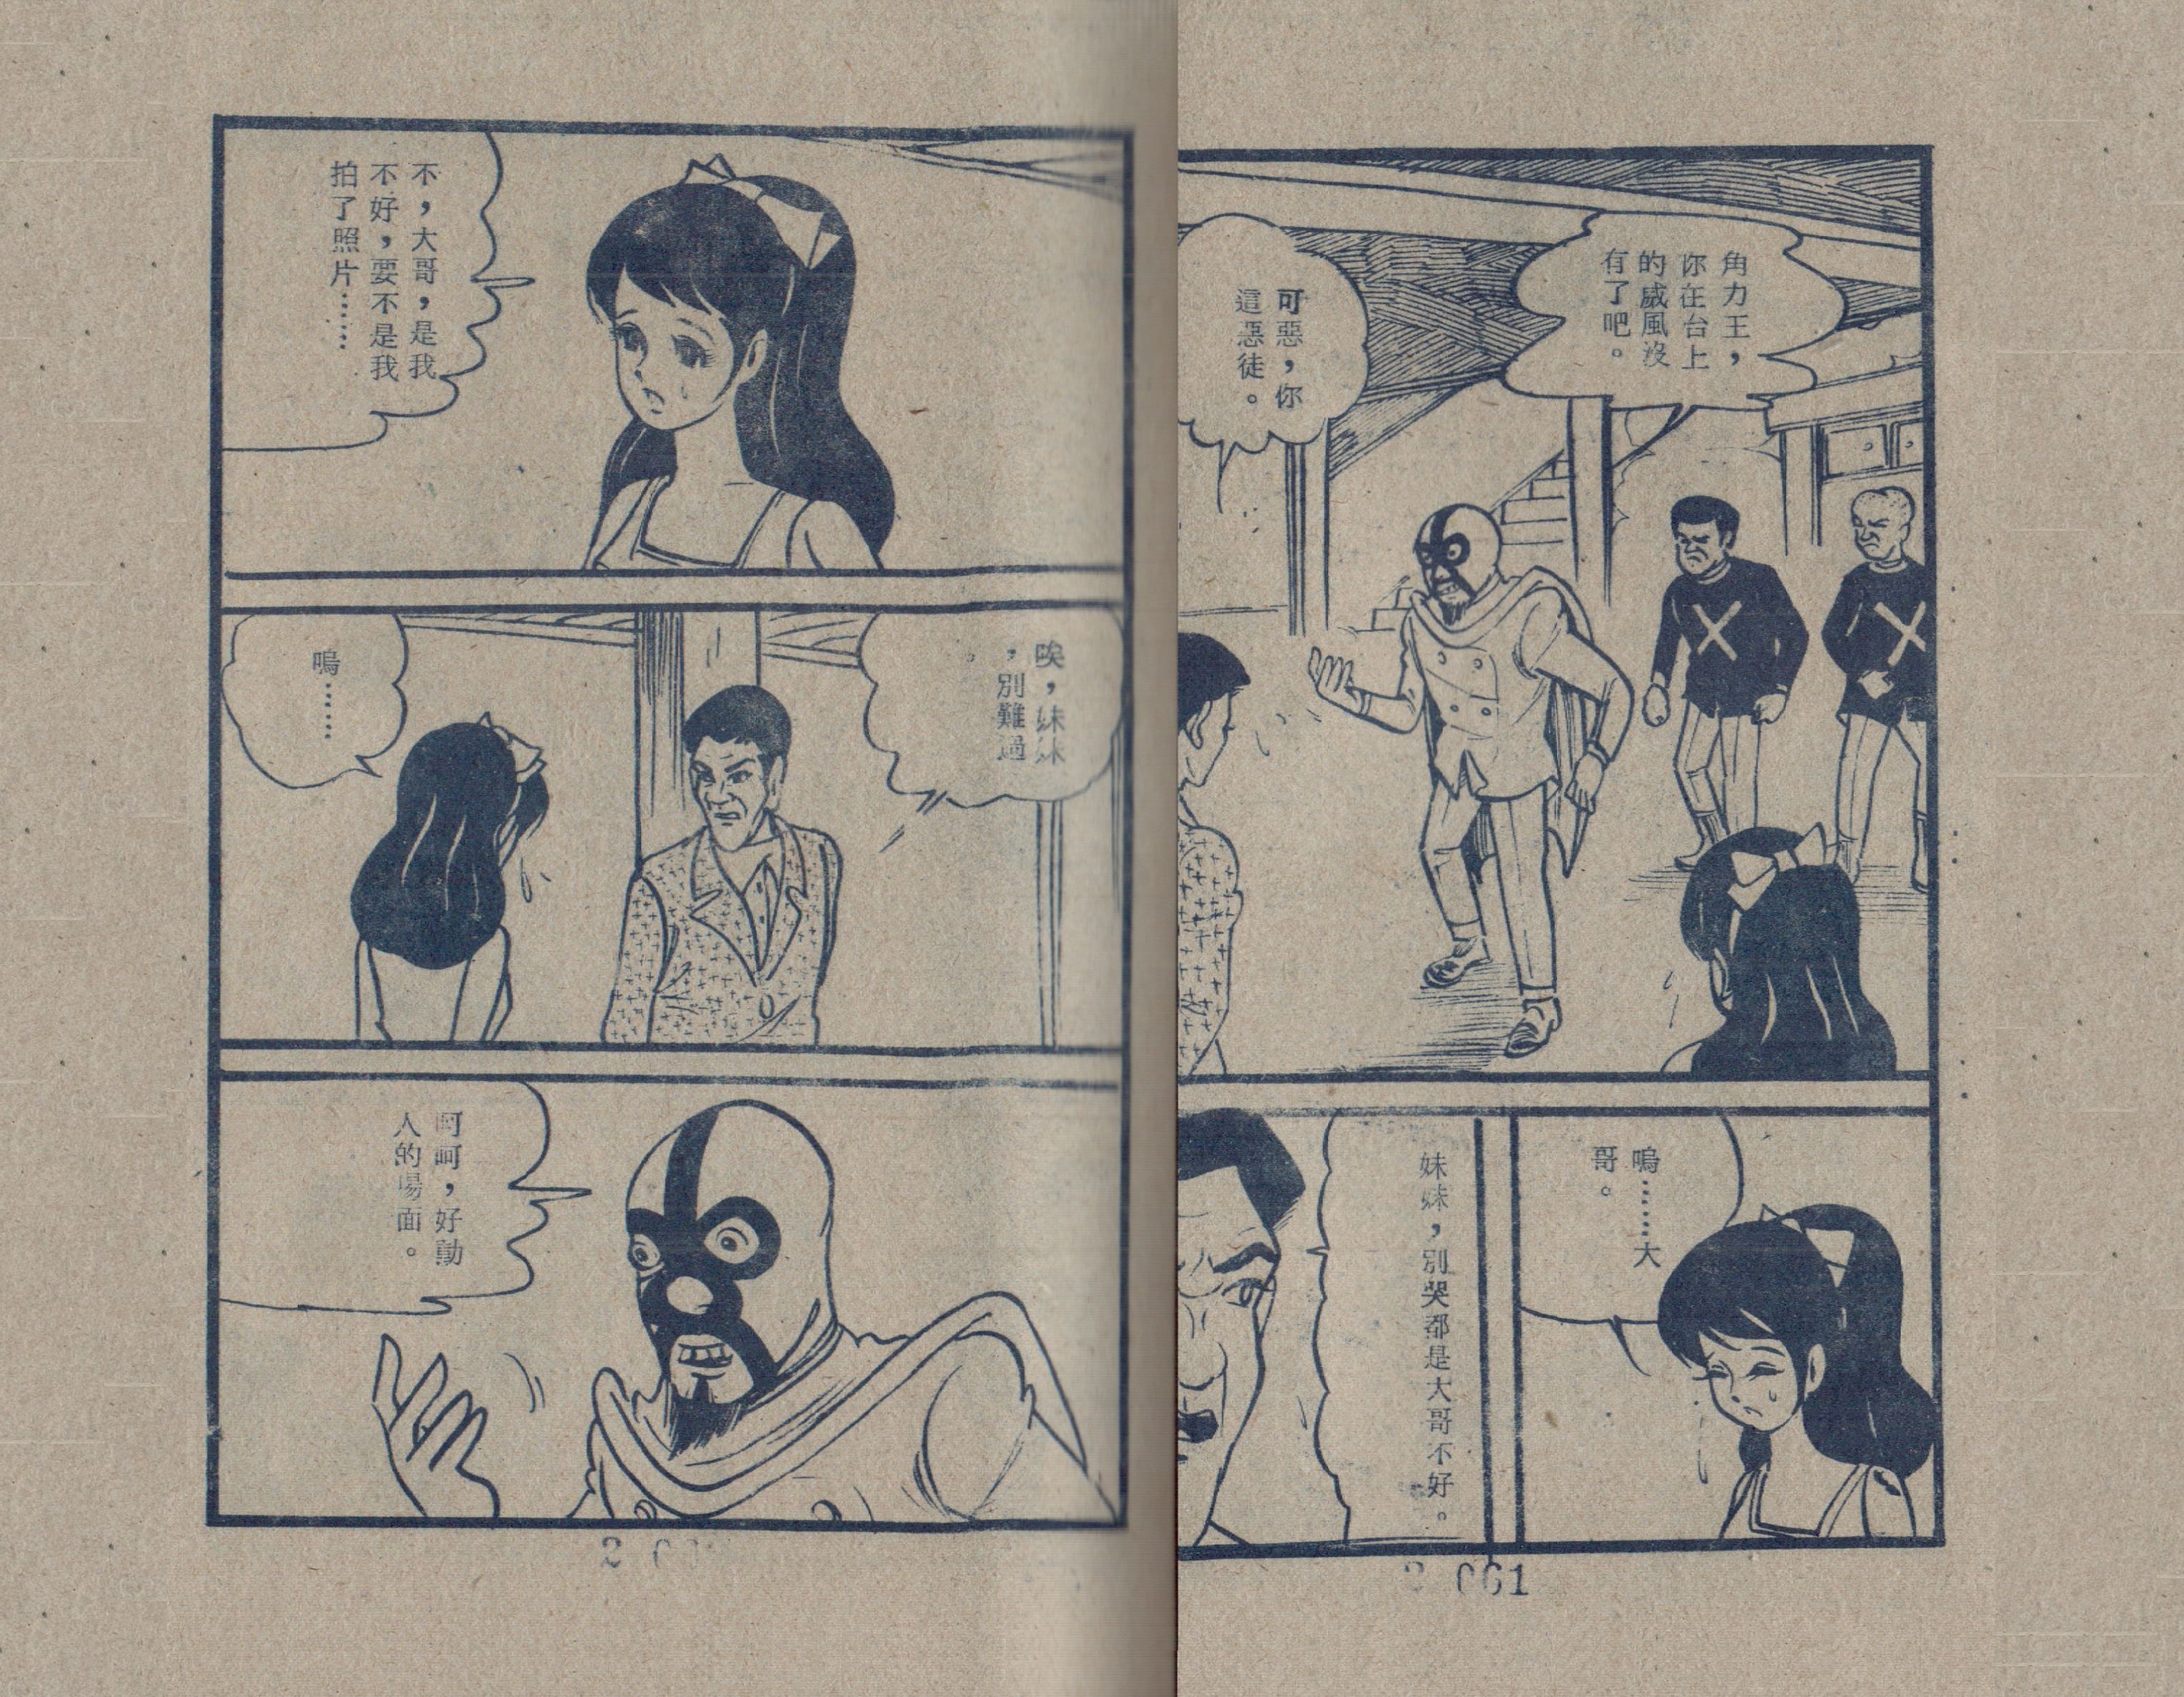 角力王，
你在台上
的威風沒
有了吧。
可惡，你
這惡徒。
嗚……大
哥。
妹妹，別哭都是大哥不好。
2 061
不，大哥，是我
不好，要不是我
拍了照片……
唉，妹妹
，別難過
。
嗚……
呵呵，好動
人的場面。